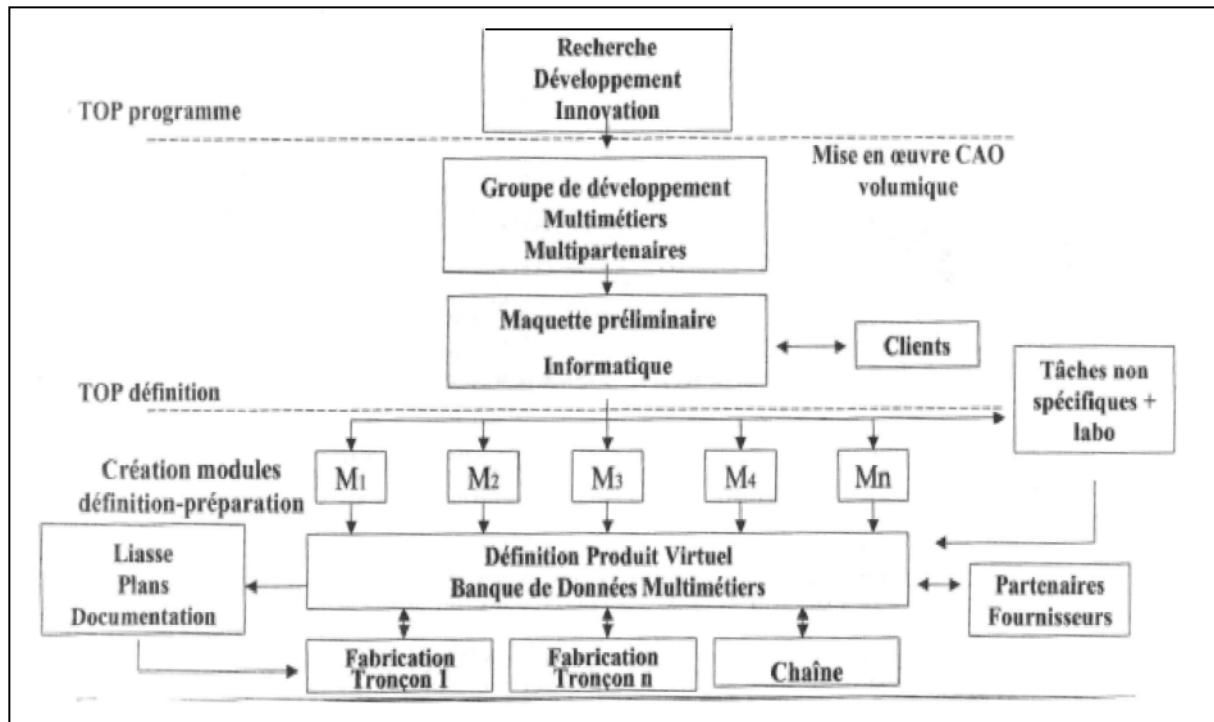 Recherche
Développement
Innovation
TOP programme
Mise en œuvre CAO
volumique
Groupe de développement
Multimétiers
Multipartenaires
Maquette préliminaire
Informatique
Clients
TOP définition
Tâches non
spécifiques +
labo
Création modules
définition-préparation
M1
M2
M3
M4
Mn
Liasse
Plans
Documentation
Définition Produit Virtuel
Banque de Données Multimétiers
Partenaires
Fournisseurs
Fabrication
Tronçon 1
Fabrication
Tronçon n
Chaîne